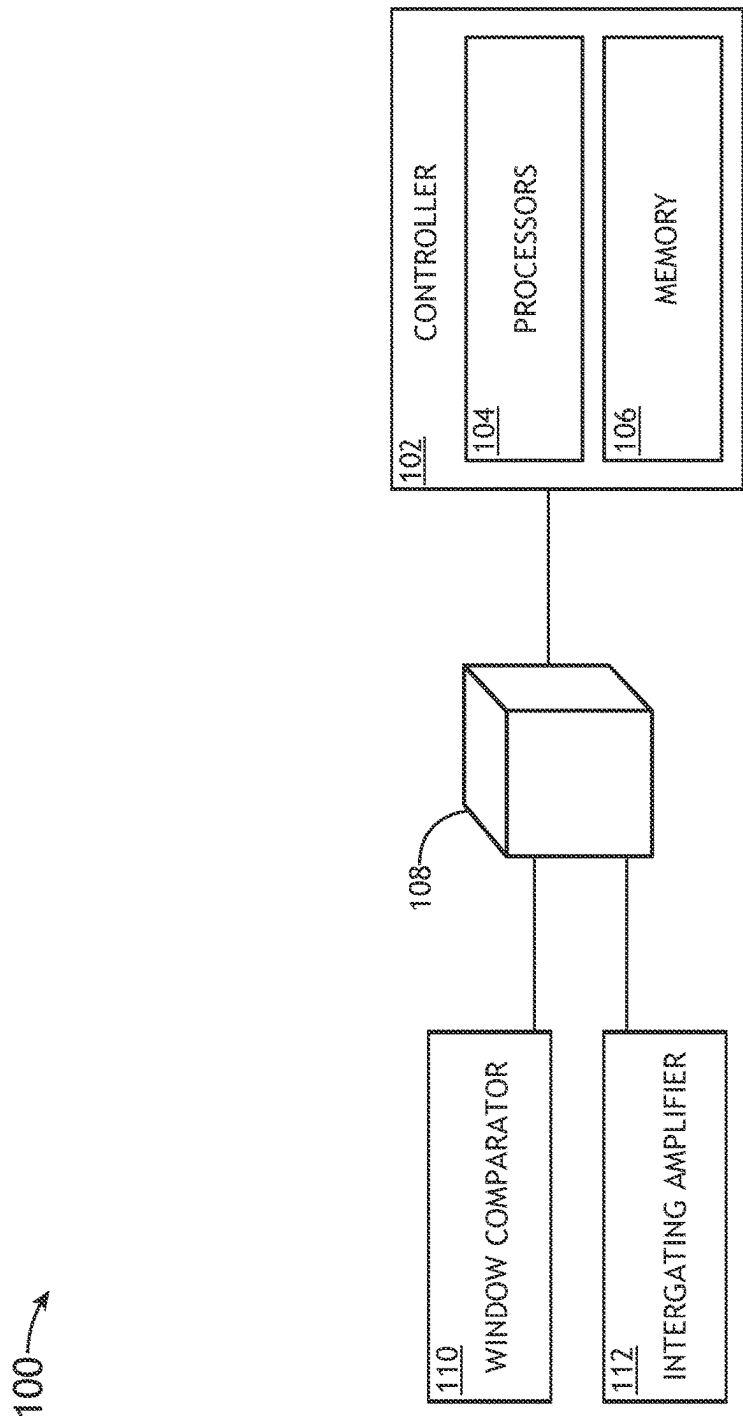 100
110
WINDOW COMPARATOR
112
INTERGATING AMPLIFIER
108
102
CONTROLLER
104
PROCESSORS
106
MEMORY